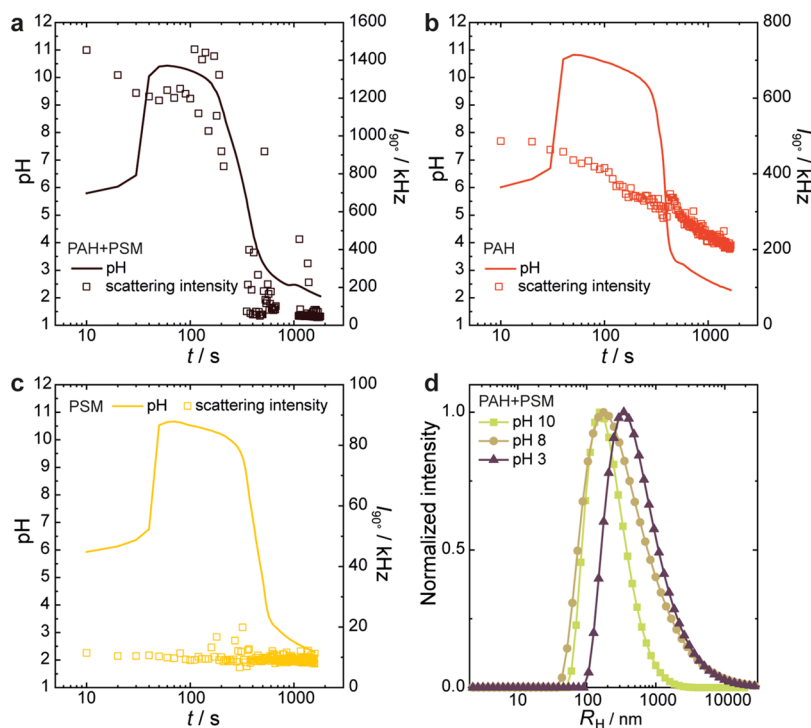 a
12
11
10
9
8
7
6
5
4
3
2
1
pH
1600
1400
1200
1000
800
600
400
200
0
I90° / kHz
PAH+PSM
pH
scattering intensity
10
100
1000
t / s
b
12
11
10
9
8
7
6
5
4
3
2
1
pH
800
600
400
200
0
I90° / kHz
PAH
pH
scattering intensity
10
100
1000
t / s
c
12
11
10
9
8
7
6
5
4
3
2
1
pH
100
80
60
40
20
0
I90° / kHz
PSM pH scattering intensity
10
100
1000
t / s
d
PAH+PSM
pH 10
pH 8
pH 3
1.0
0.5
0.0
Normalized intensity
10
100
1000
10000
RH / nm